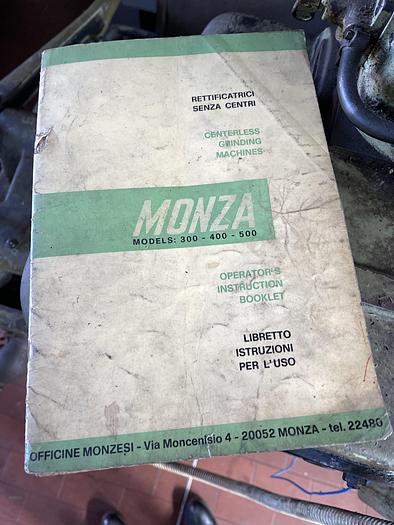 RETTIFICATRICI
SENZA CENTRI
CENTERLESS
GRINDING
MACHINES
MONZA
MODELS: 300 - 400 - 500
OPERATOR'S
INSTRUCTION
BOOKLET
LIBRETTO
ISTRUZIONI
PER L'USO
OFFICINE MONZESI - Via Moncenisio 4 - 20052 MONZA - tel. 22486